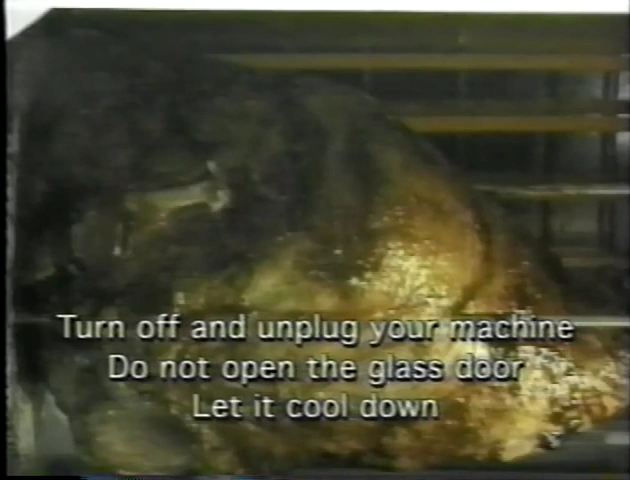 Turn off and unplug your machine
Do not open the glass door
Let it cool down